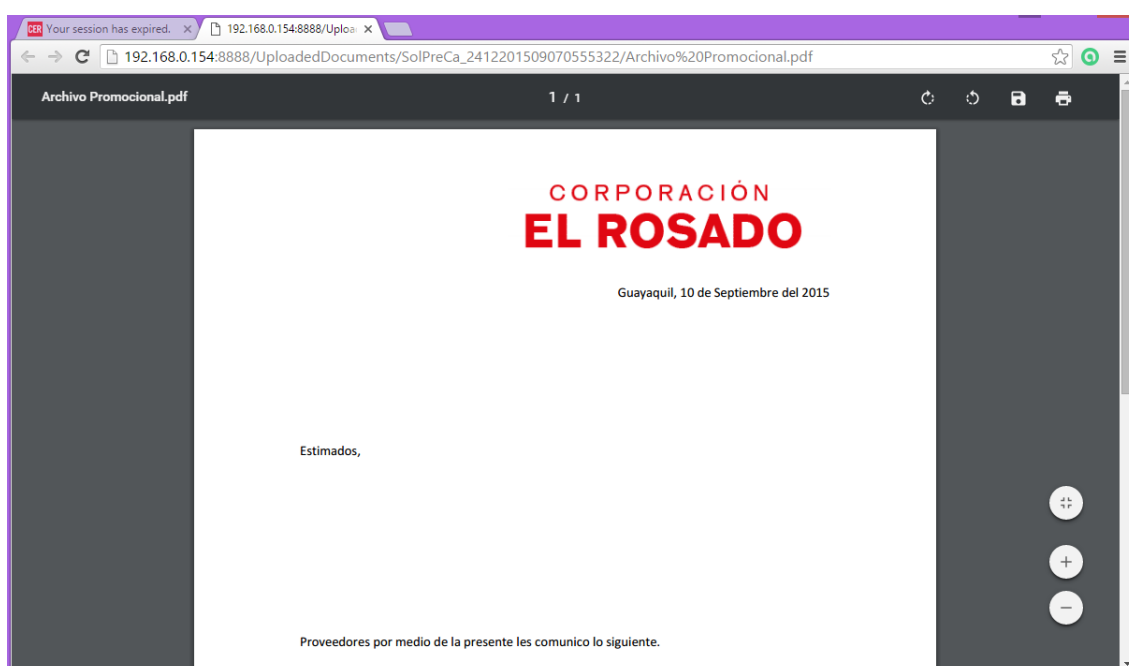 CER Your session has expired.
192.168.0.154:8888/Uploa
192.168.0.154:8888/UploadedDocuments/SolPreCa_2412201509070555322/Archivo%20Promocional.pdf
Archivo Promocional.pdf
1 / 1
CORPORACIÓN
EL ROSADO
Guayaquil, 10 de Septiembre del 2015
Estimados,
Proveedores por medio de la presente les comunico lo siguiente.